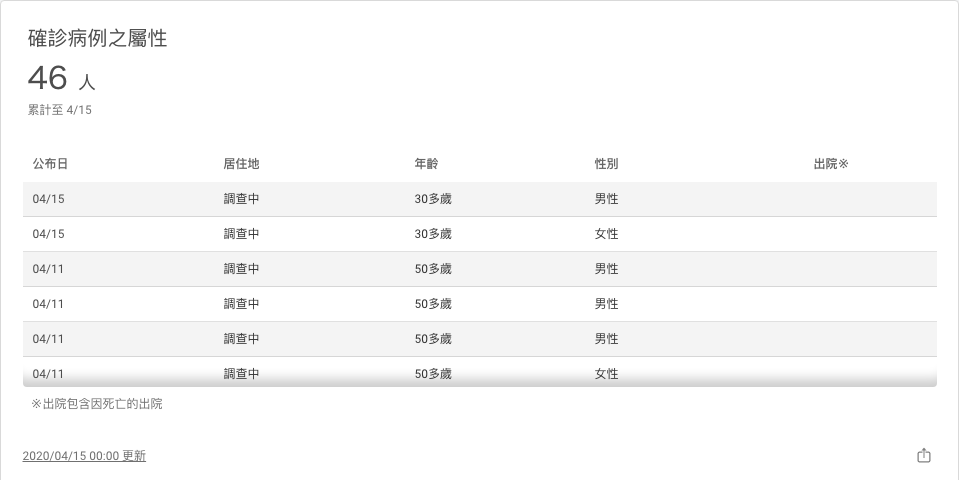 確診病例之屬性
46 人
累計至 4/15
公布日 居住地 年齡 性別 出院※
04/15 調查中 30多歲 男性
04/15 調查中 30多歲 女性
04/11 調查中 50多歲 男性
04/11 調查中 50多歲 男性
04/11 調查中 50多歲 男性
04/11 調查中 50多歲 女性
※出院包含因死亡的出院
2020/04/15 00:00 更新